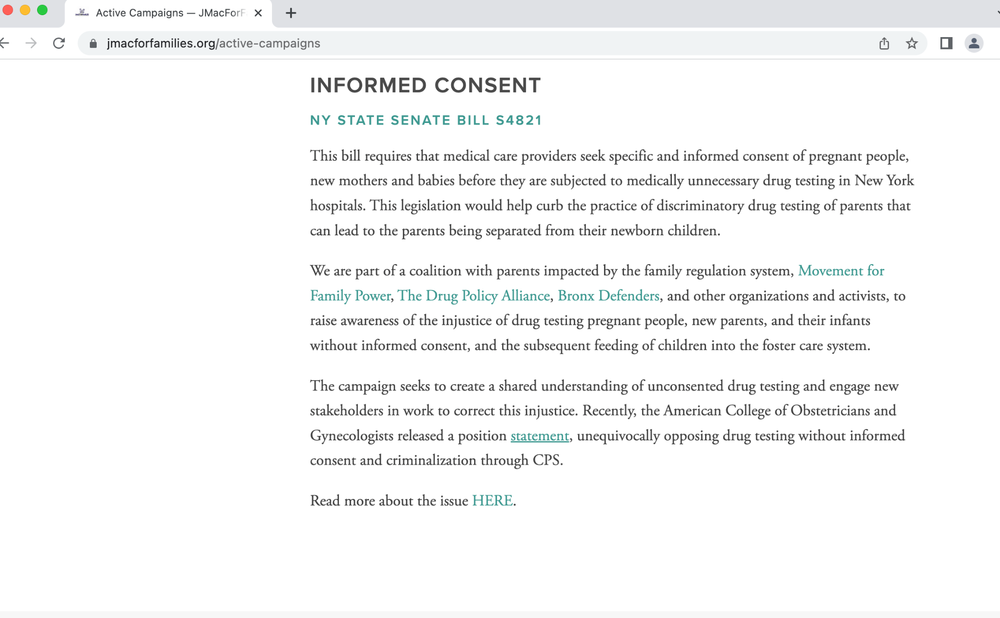 Active Campaigns — JMacForF
jmacforfamilies.org/active-campaigns
INFORMED CONSENT
NY STATE SENATE BILL S4821
This bill requires that medical care providers seek specific and informed consent of pregnant people,
new mothers and babies before they are subjected to medically unnecessary drug testing in New York
hospitals. This legislation would help curb the practice of discriminatory drug testing of parents that
can lead to the parents being separated from their newborn children.
We are part of a coalition with parents impacted by the family regulation system, Movement for
Family Power, The Drug Policy Alliance, Bronx Defenders, and other organizations and activists, to
raise awareness of the injustice of drug testing pregnant people, new parents, and their infants
without informed consent, and the subsequent feeding of children into the foster care system.
The campaign seeks to create a shared understanding of unconsented drug testing and engage new
stakeholders in work to correct this injustice. Recently, the American College of Obstetricians and
Gynecologists released a position statement, unequivocally opposing drug testing without informed
consent and criminalization through CPS.
Read more about the issue HERE.